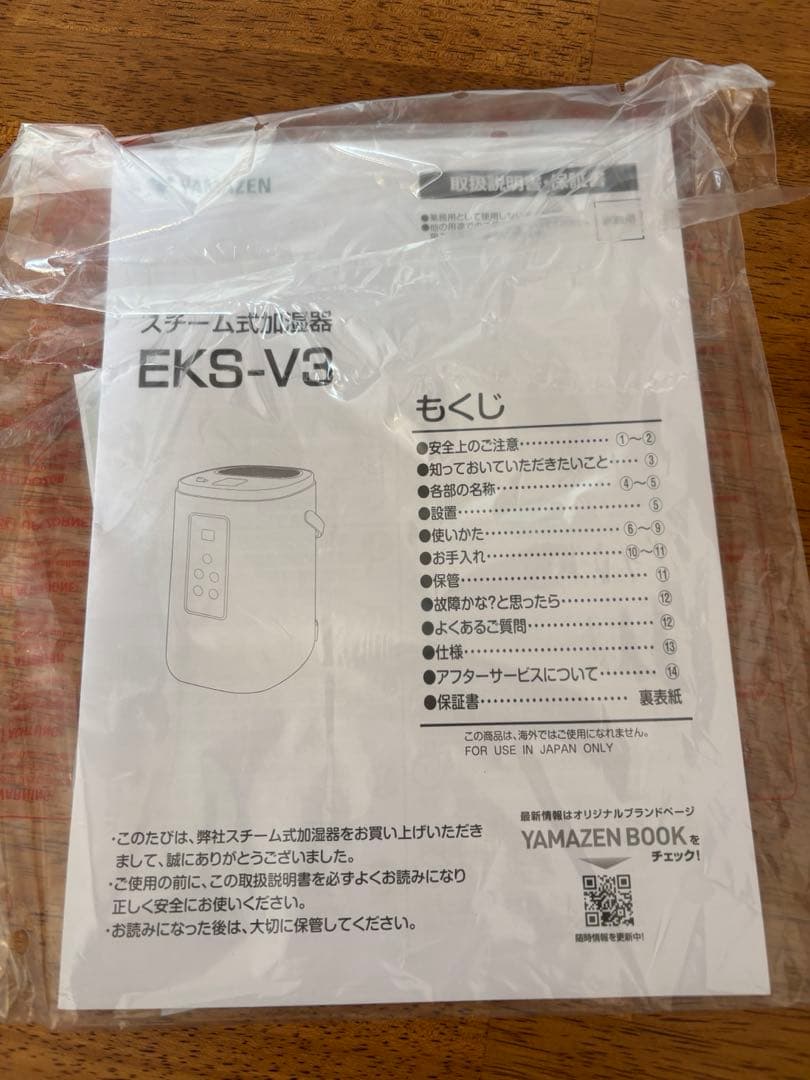 YAMAZEN
取扱説明書・保証書
●業務用として使用しない
スチーム式加湿器
EKS-V3
もくじ
●安全上のご注意……………①～②
●知っておいていただきたいこと……③
●各部の名称………………④～⑤
●設置…………………………⑤
●使いかた…………………⑥～⑨
●お手入れ…………………⑩～⑪
●保管…………………………⑪
●故障かな?と思ったら……………⑫
●よくあるご質問…………………⑫
●仕様…………………………⑬
●アフターサービスについて………⑭
●保証書……………………裏表紙
この商品は、海外ではご使用になれません。
FOR USE IN JAPAN ONLY
・このたびは、弊社スチーム式加湿器をお買い上げいただき
まして、誠にありがとうございました。
・ご使用の前に、この取扱説明書を必ずよくお読みになり
正しく安全にお使いください。
・お読みになった後は、大切に保管してください。
最新情報はオリジナルブランドページ
YAMAZEN BOOKを
チェック!
随時情報を更新中!